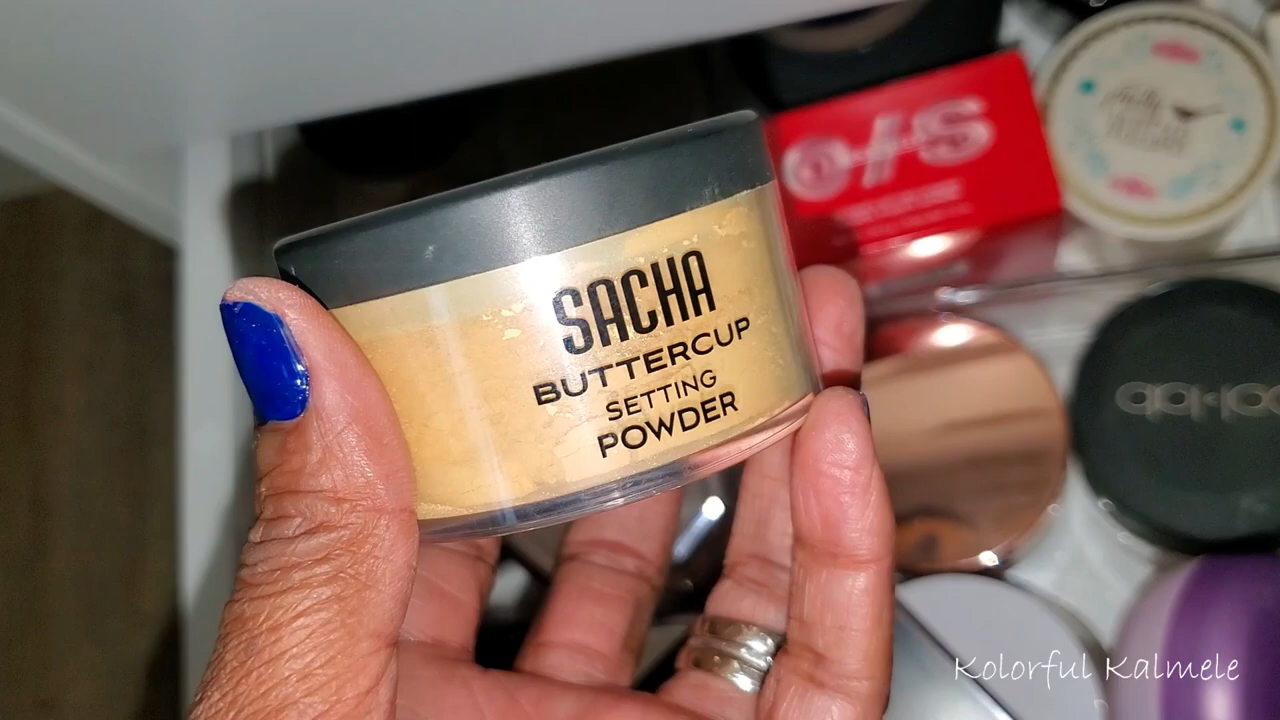 SACHA
BUTTERCUP
SETTING
POWDER
O/S
Kolorful Kalmele